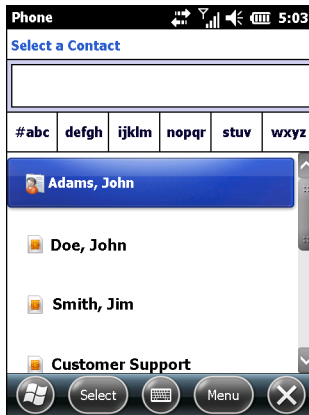 Phone 5:03
Select a Contact
#abc defgh ijklm nopqr stuv wxyz
Adams, John
Doe, John
Smith, Jim
Customer Support
Select Menu